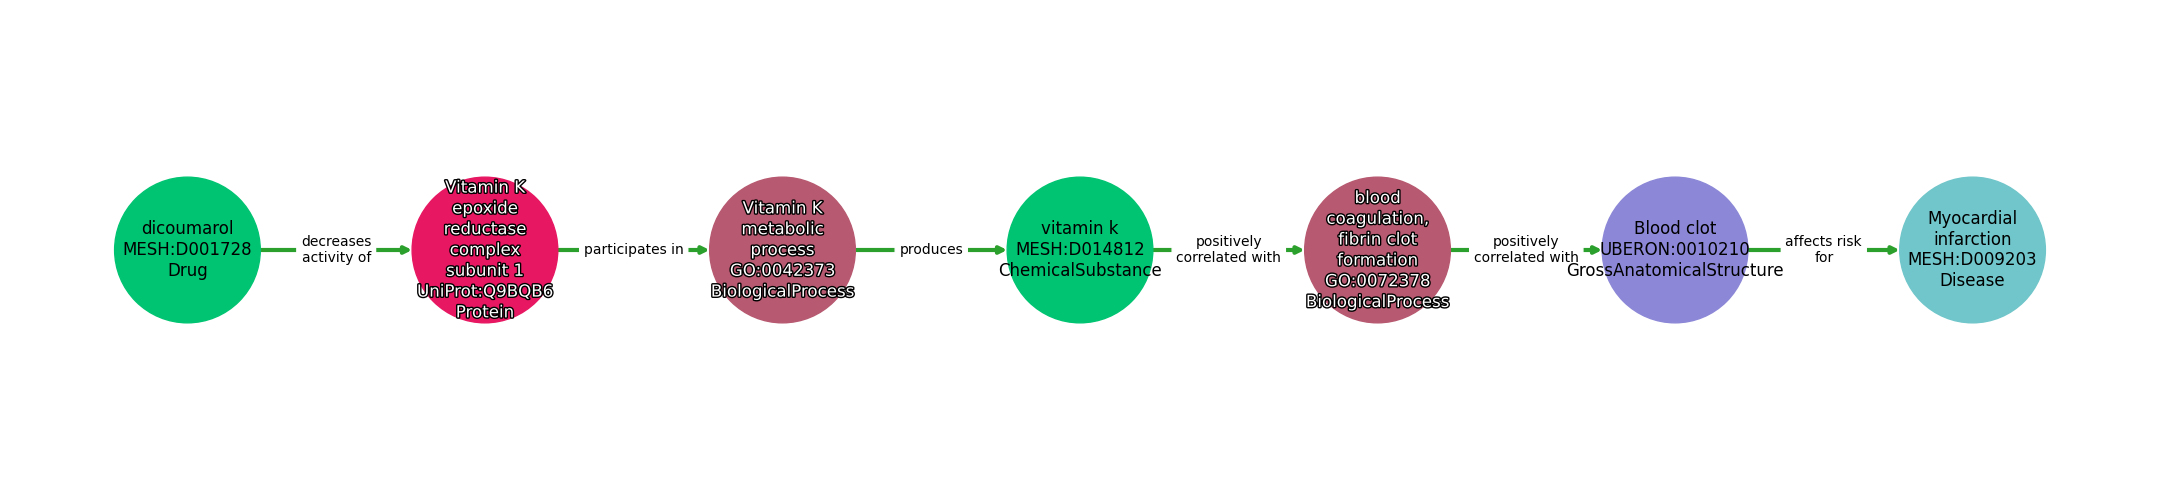 dicoumarol
MESH:D001728
Drug
decreases
activity of
Vitamin K
epoxide
reductase
complex
subunit 1
UniProt:Q9BQB6
Protein
participates in
Vitamin K
metabolic
process
GO:0042373
BiologicalProcess
produces
vitamin k
MESH:D014812
ChemicalSubstance
positively
correlated with
blood
coagulation,
fibrin clot
formation
GO:0072378
BiologicalProcess
positively
correlated with
Blood clot
UBERON:0010210
GrossAnatomicalStructure
affects risk
for
Myocardial
infarction
MESH:D009203
Disease